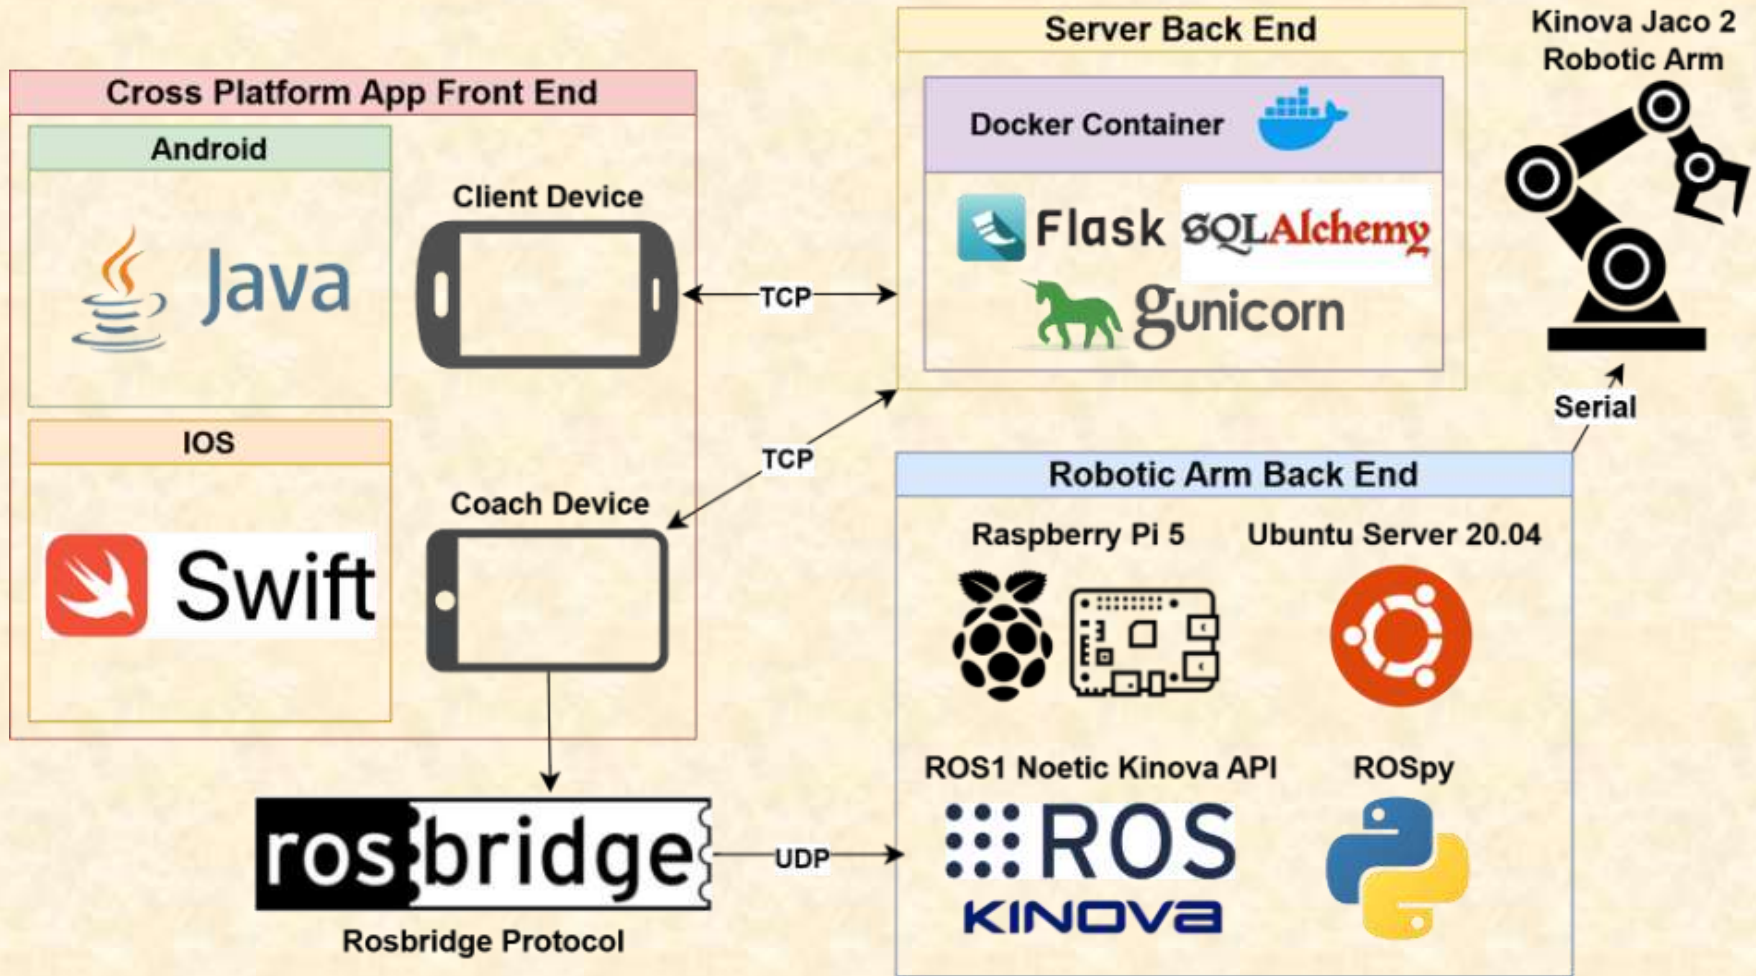 Cross Platform App Front End
Android
Java
Client Device
IOS
Swift
Coach Device
TCP
TCP
Server Back End
Docker Container
Flask
SQLAlchemy
gunicorn
Kinova Jaco 2
Robotic Arm
Serial
Robotic Arm Back End
Raspberry Pi 5
Ubuntu Server 20.04
ROS1 Noetic Kinova API
ROSpy
ROS
KINOVA
rosbridge
UDP
Rosbridge Protocol